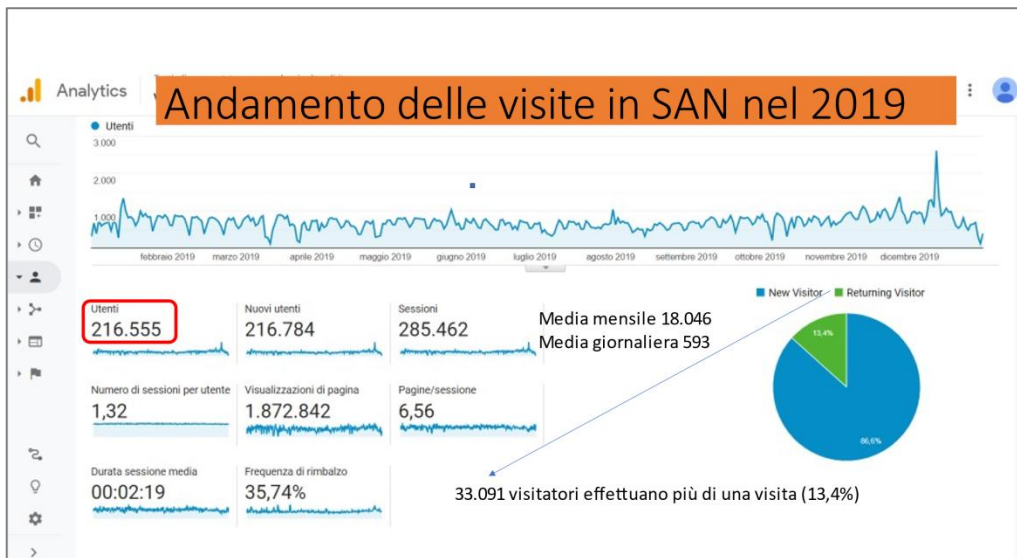 Analytics
Andamento delle visite in SAN nel 2019
Utenti
3.000
2.000
1.000
febbraio 2019 marzo 2019 aprile 2019 maggio 2019 giugno 2019 luglio 2019 agosto 2019 settembre 2019 ottobre 2019 novembre 2019 dicembre 2019
New Visitor Returning Visitor
Utenti
216.555
Nuovi utenti
216.784
Sessioni
285.462
Media mensile 18.046
Media giornaliera 593
13,4%
86,6%
Numero di sessioni per utente
1,32
Visualizzazioni di pagina
1.872.842
Pagine/sessione
6,56
Durata sessione media
00:02:19
Frequenza di rimbalzo
35,74%
33.091 visitatori effettuano più di una visita (13,4%)